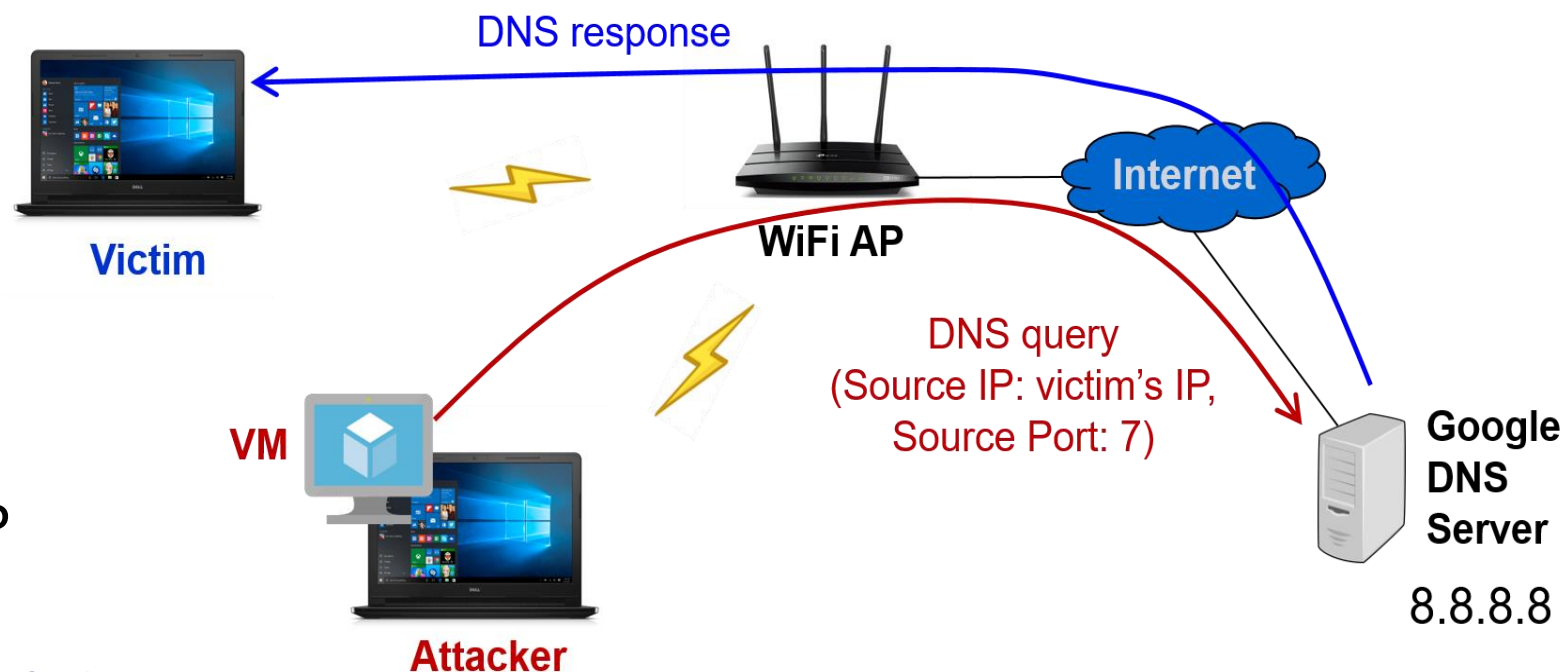 DNS response
Internet
WiFi AP
Victim
DNS query
(Source IP: victim's IP,
Source Port: 7)
VM
Google
DNS
Server
8.8.8.8
Attacker